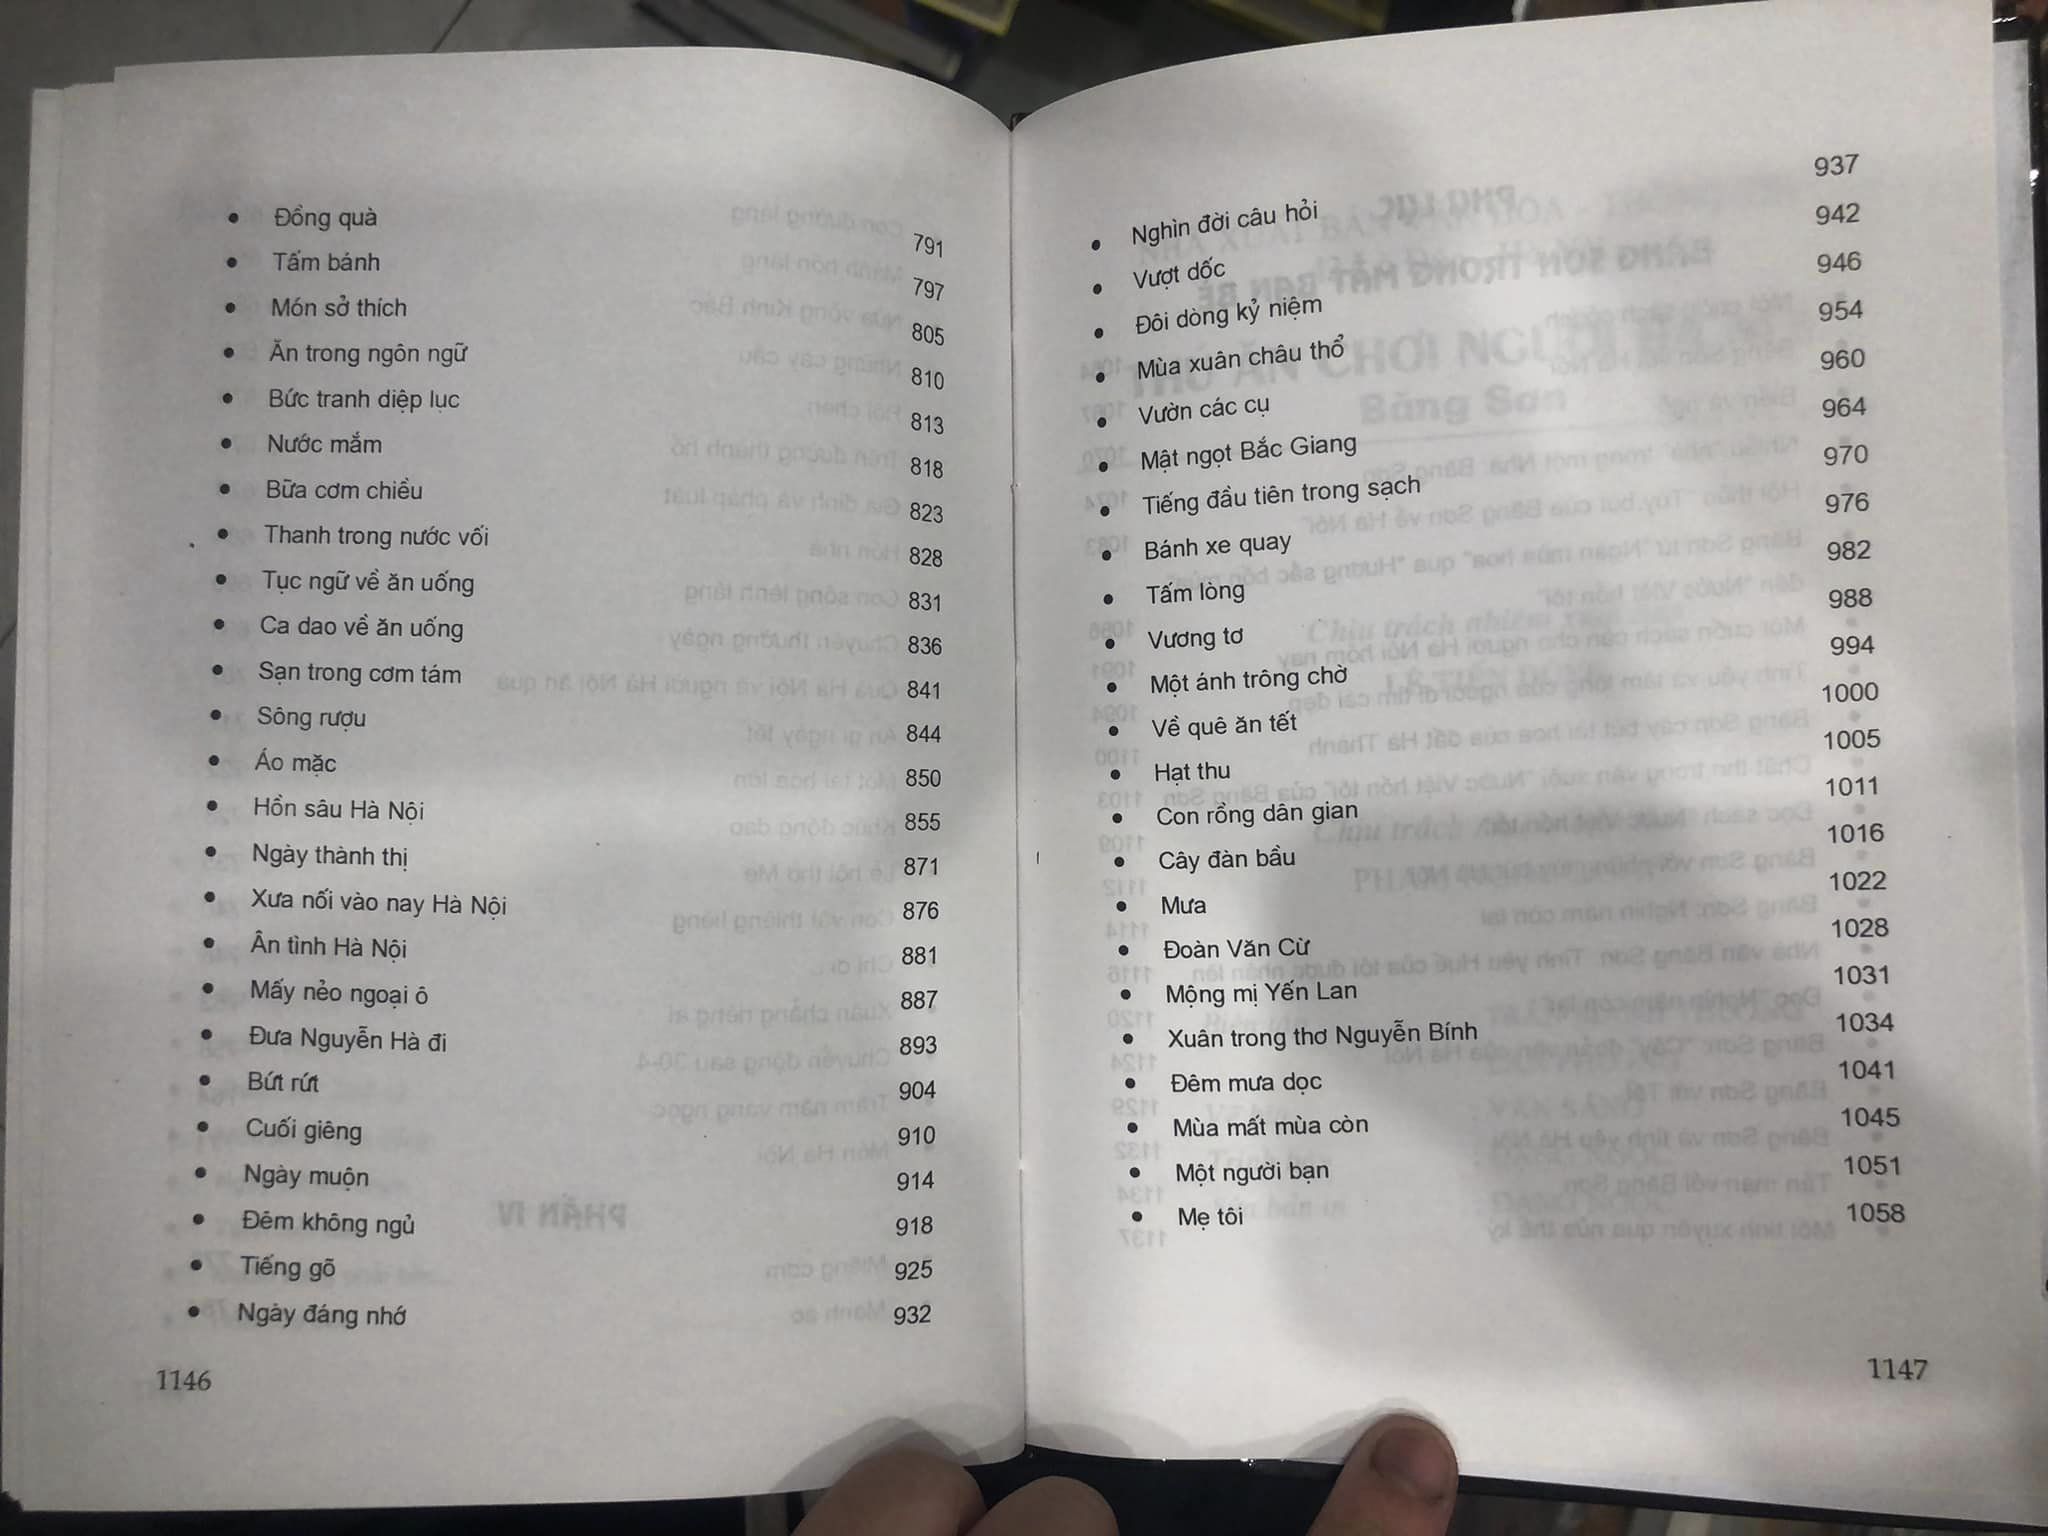 Đồng quà 791
Tấm bánh 797
Món sở thích 805
Ăn trong ngôn ngữ 810
Bức tranh diệp lục 813
Nước mắm 818
Bữa cơm chiều 823
Thanh trong nước vối 828
Tục ngữ về ăn uống 831
Ca dao về ăn uống 836
Sạn trong cơm tám 841
Sông rượu 844
Áo mặc 850
Hồn sâu Hà Nội 855
Ngày thành thị 871
Xưa nối vào nay Hà Nội 876
Ân tình Hà Nội 881
Mấy nẻo ngoại ô 887
Đưa Nguyễn Hà đi 893
Bứt rứt 904
Cuối giêng 910
Ngày muộn 914
Đêm không ngủ 918
Tiếng gõ 925
Ngày đáng nhớ 932
1146
Nghìn đời câu hỏi 937
Vượt dốc 942
Đôi dòng kỷ niệm 946
Mùa xuân châu thổ 954
Vườn các cụ 960
Mật ngọt Bắc Giang 964
Tiếng đầu tiên trong sạch 970
Bánh xe quay 976
Tấm lòng 982
Vương tơ 988
Một ánh trông chờ 994
Về quê ăn tết 1000
Hạt thu 1005
Con rồng dân gian 1011
Cây đàn bầu 1016
Mưa 1022
Đoàn Văn Cừ 1028
Mộng mị Yến Lan 1031
Xuân trong thơ Nguyễn Bính 1034
Đêm mưa dọc 1041
Mùa mất mùa còn 1045
Một người bạn 1051
Mẹ tôi 1058
1147